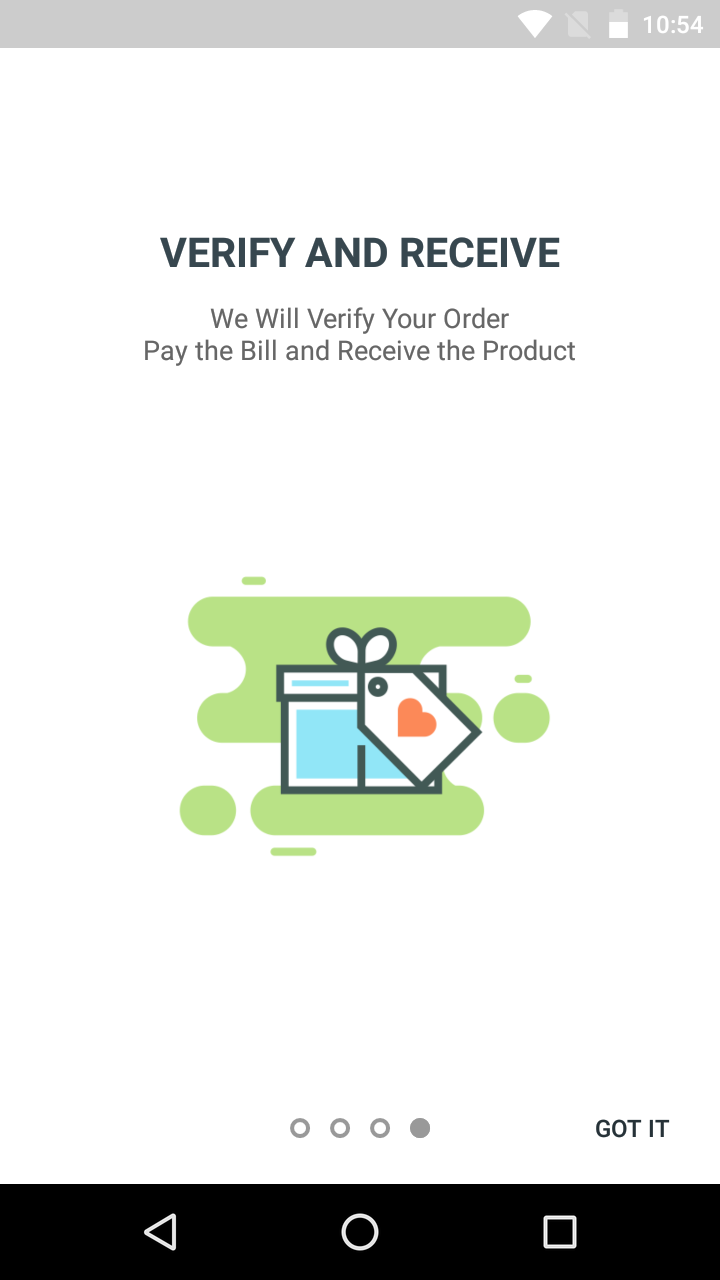 10:54
VERIFY AND RECEIVE
We Will Verify Your Order
Pay the Bill and Receive the Product
GOT IT